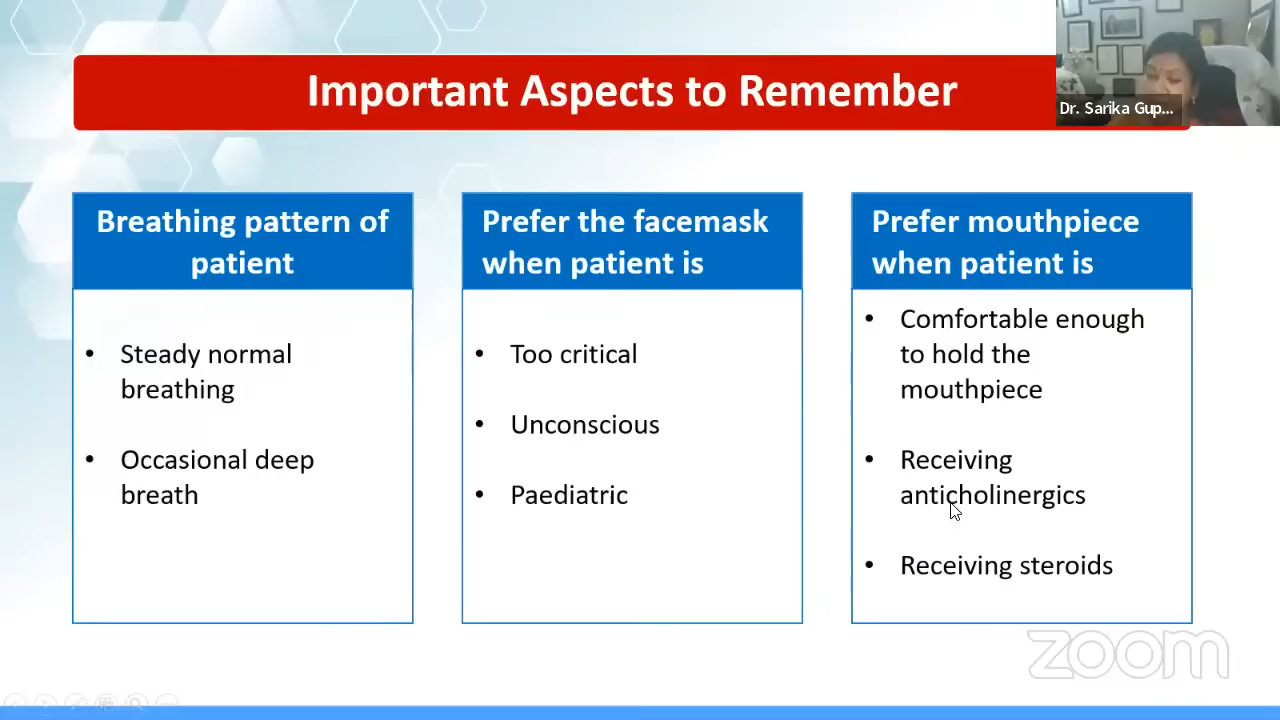 Important Aspects to Remember
Dr. Sarika Gup...
Breathing pattern of
patient
• Steady normal
breathing
• Occasional deep
breath
Prefer the facemask
when patient is
• Too critical
• Unconscious
• Paediatric
Prefer mouthpiece
when patient is
• Comfortable enough
to hold the
mouthpiece
• Receiving
anticholinergics
• Receiving steroids
zoom